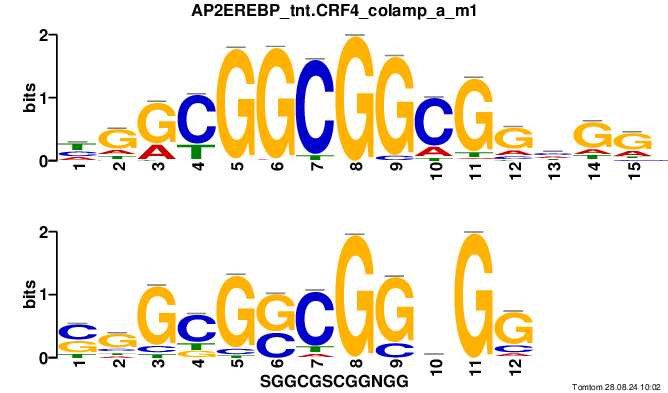 AP2EREBP_tnt.CRF4_colamp_a_m1
bits
2
1
0
1 2 3 4 5 6 7 8 9 10 11 12 13 14 15
bits
2
1
0
1 2 3 4 5 6 7 8 9 10 11 12
SGGCGSCGGNGG
Tomtom 28.08.24 10:02